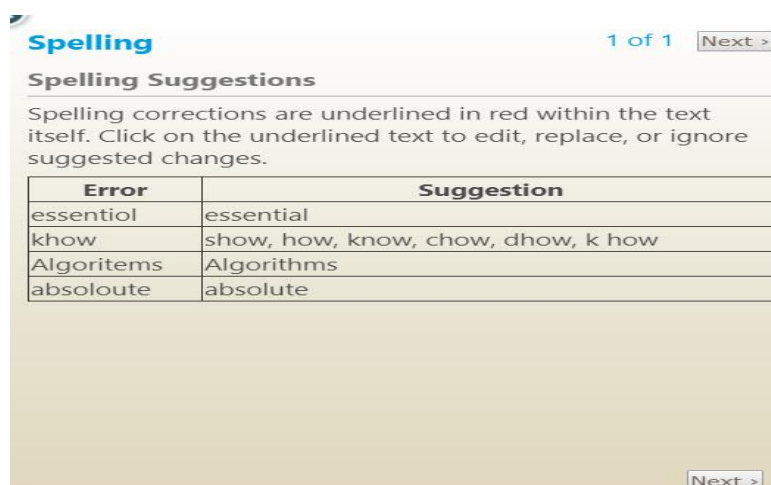 Spelling 1 of 1 Next >
Spelling Suggestions
Spelling corrections are underlined in red within the text
itself. Click on the underlined text to edit, replace, or ignore
suggested changes.
Error Suggestion
essentiol essential
khow show, how, know, chow, dhow, k how
Algoritems Algorithms
absoloute absolute
Next >